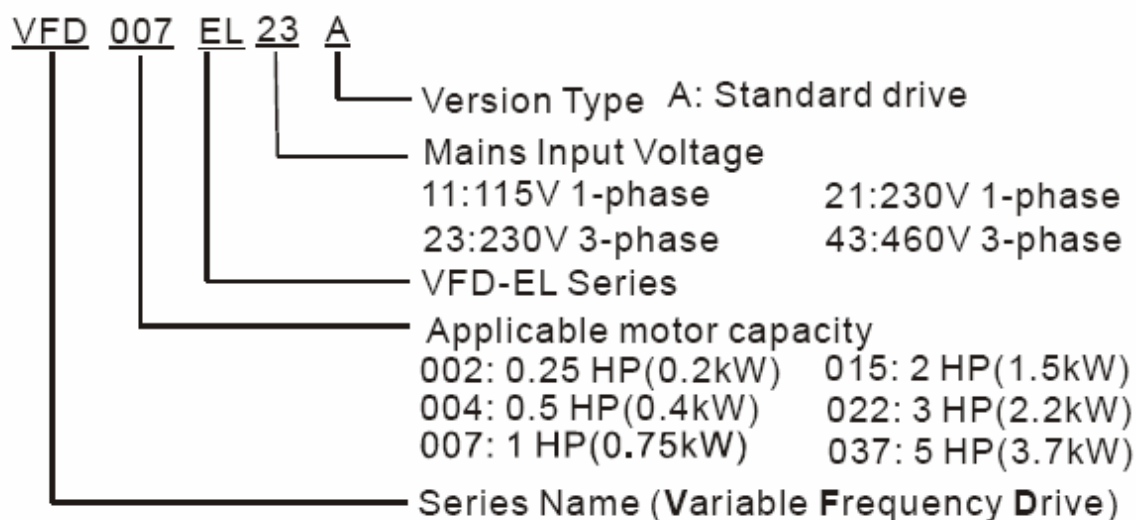 VFD 007 EL 23 A
Version Type A: Standard drive
Mains Input Voltage
11:115V 1-phase 21:230V 1-phase
23:230V 3-phase 43:460V 3-phase
VFD-EL Series
Applicable motor capacity
002: 0.25 HP(0.2kW) 015: 2 HP(1.5kW)
004: 0.5 HP(0.4kW) 022: 3 HP(2.2kW)
007: 1 HP(0.75kW) 037: 5 HP(3.7kW)
Series Name (Variable Frequency Drive)